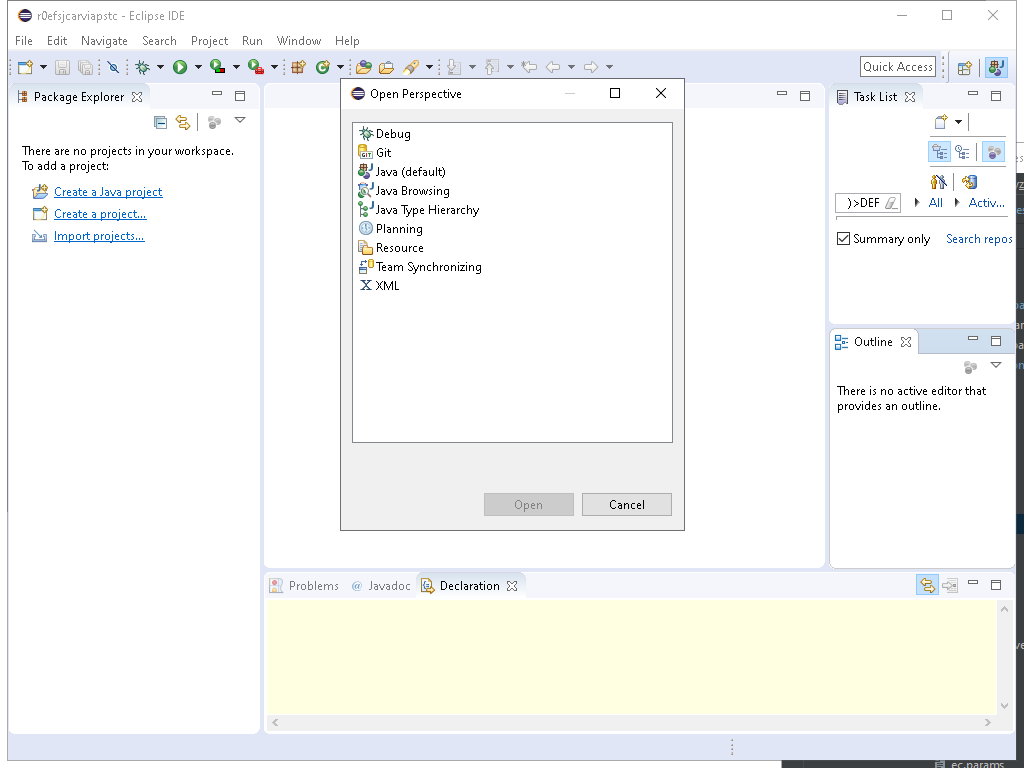 r0efsjcarviapstc - Eclipse IDE
File Edit Navigate Search Project Run Window Help
Quick Access
Package Explorer
There are no projects in your workspace.
To add a project:
Create a Java project
Create a project...
Import projects...
Open Perspective
Debug
Git
Java (default)
Java Browsing
Java Type Hierarchy
Planning
Resource
Team Synchronizing
XML
Open Cancel
Task List
)>DEF All Activ...
Summary only Search repos
Outline
There is no active editor that
provides an outline.
Problems @ Javadoc Declaration
ec.params